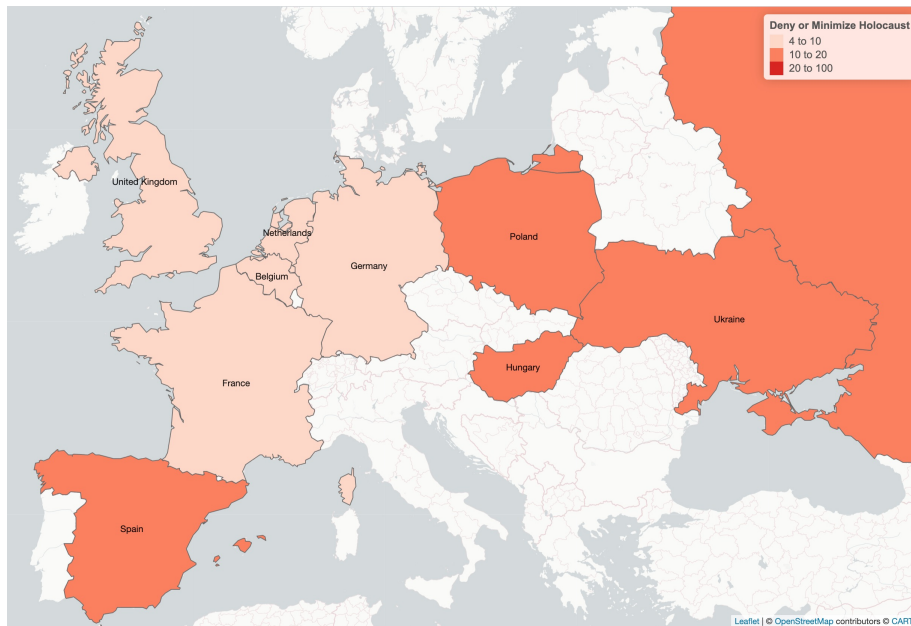 Deny or Minimize Holocaust
4 to 10
10 to 20
20 to 100
United Kingdom
Netherlands
Poland
Belgium
Germany
Ukraine
France
Hungary
Spain
Leaflet | © OpenStreetMap contributors © CART